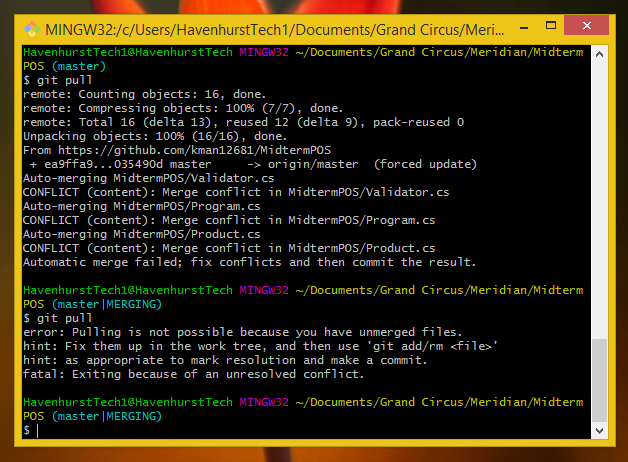 MINGW32:/c/Users/HavenhurstTech1/Documents/Grand Circus/Meri...
HavenhurstTech1@HavenhurstTech MINGW32 ~/Documents/Grand Circus/Meridian/Midterm
POS (master)
$ git pull
remote: Counting objects: 16, done.
remote: Compressing objects: 100% (7/7), done.
remote: Total 16 (delta 13), reused 12 (delta 9), pack-reused 0
Unpacking objects: 100% (16/16), done.
From https://github.com/kman12681/MidtermPOS
 + ea9ffa9...035490d master     -> origin/master  (forced update)
Auto-merging MidtermPOS/Validator.cs
CONFLICT (content): Merge conflict in MidtermPOS/Validator.cs
Auto-merging MidtermPOS/Program.cs
CONFLICT (content): Merge conflict in MidtermPOS/Program.cs
Auto-merging MidtermPOS/Product.cs
CONFLICT (content): Merge conflict in MidtermPOS/Product.cs
Automatic merge failed; fix conflicts and then commit the result.
HavenhurstTech1@HavenhurstTech MINGW32 ~/Documents/Grand Circus/Meridian/Midterm
POS (master|MERGING)
$ git pull
error: Pulling is not possible because you have unmerged files.
hint: Fix them up in the work tree, and then use 'git add/rm <file>'
hint: as appropriate to mark resolution and make a commit.
fatal: Exiting because of an unresolved conflict.
HavenhurstTech1@HavenhurstTech MINGW32 ~/Documents/Grand Circus/Meridian/Midterm
POS (master|MERGING)
$